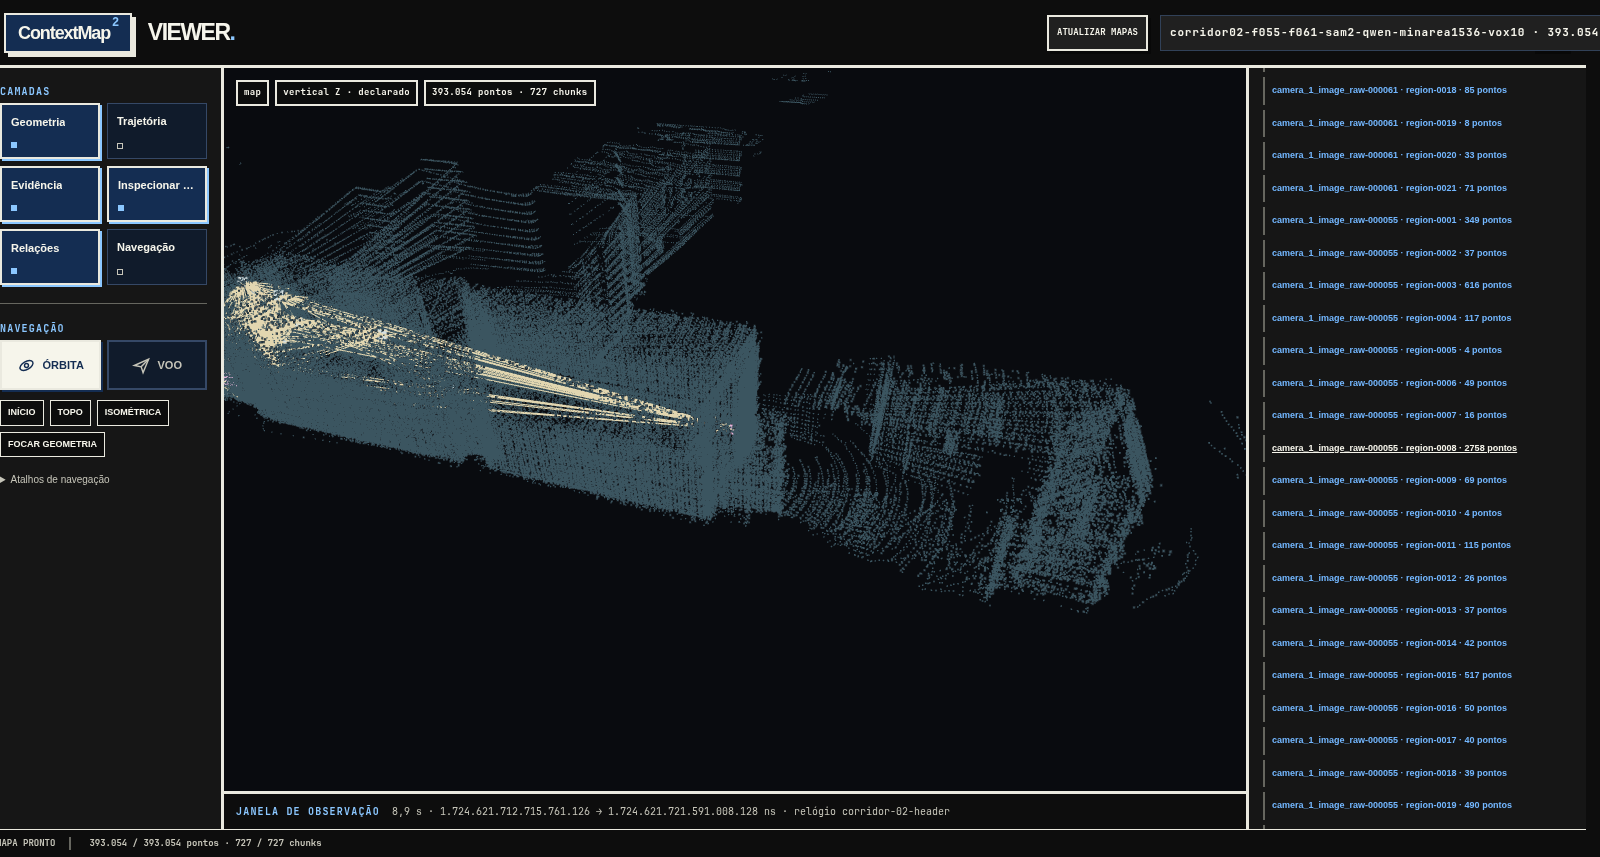 ContextMap 2 VIEWER.
ATUALIZAR MAPAS
corridor02-f055-f061-sam2-qwen-minarea1536-vox10 · 393.054
CAMADAS
Geometria
Trajetória
Evidência
Inspecionar ...
Relações
Navegação
NAVEGAÇÃO
ÓRBITA
VOO
INÍCIO
TOPO
ISOMÉTRICA
FOCAR GEOMETRIA
Atalhos de navegação
map
vertical Z · declarado
393.054 pontos · 727 chunks
JANELA DE OBSERVAÇÃO 8,9 s · 1.724.621.712.715.761.126 → 1.724.621.721.591.008.128 ns · relógio corridor-02-header
camera_1_image_raw-000061 · region-0018 · 85 pontos
camera_1_image_raw-000061 · region-0019 · 8 pontos
camera_1_image_raw-000061 · region-0020 · 33 pontos
camera_1_image_raw-000061 · region-0021 · 71 pontos
camera_1_image_raw-000055 · region-0001 · 349 pontos
camera_1_image_raw-000055 · region-0002 · 37 pontos
camera_1_image_raw-000055 · region-0003 · 616 pontos
camera_1_image_raw-000055 · region-0004 · 117 pontos
camera_1_image_raw-000055 · region-0005 · 4 pontos
camera_1_image_raw-000055 · region-0006 · 49 pontos
camera_1_image_raw-000055 · region-0007 · 16 pontos
camera_1_image_raw-000055 · region-0008 · 2758 pontos
camera_1_image_raw-000055 · region-0009 · 69 pontos
camera_1_image_raw-000055 · region-0010 · 4 pontos
camera_1_image_raw-000055 · region-0011 · 115 pontos
camera_1_image_raw-000055 · region-0012 · 26 pontos
camera_1_image_raw-000055 · region-0013 · 37 pontos
camera_1_image_raw-000055 · region-0014 · 42 pontos
camera_1_image_raw-000055 · region-0015 · 517 pontos
camera_1_image_raw-000055 · region-0016 · 50 pontos
camera_1_image_raw-000055 · region-0017 · 40 pontos
camera_1_image_raw-000055 · region-0018 · 39 pontos
camera_1_image_raw-000055 · region-0019 · 490 pontos
APA PRONTO
393.054 / 393.054 pontos · 727 / 727 chunks